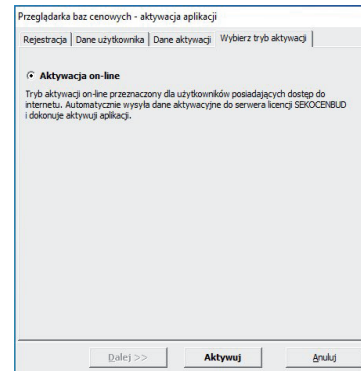 Przeglądarka baz cenowych - aktywacja aplikacji
Rejestracja Dane użytkownika Dane aktywacji Wybierz tryb aktywacji
Aktywacja on-line
Tryb aktywacji on-line przeznaczony dla użytkowników posiadających dostęp do
internetu. Automatycznie wysyła dane aktywacyjne do serwera licencji SEKOCENBUD
i dokonuje aktywuji aplikacji.
Dalej >> Aktywuj Anuluj